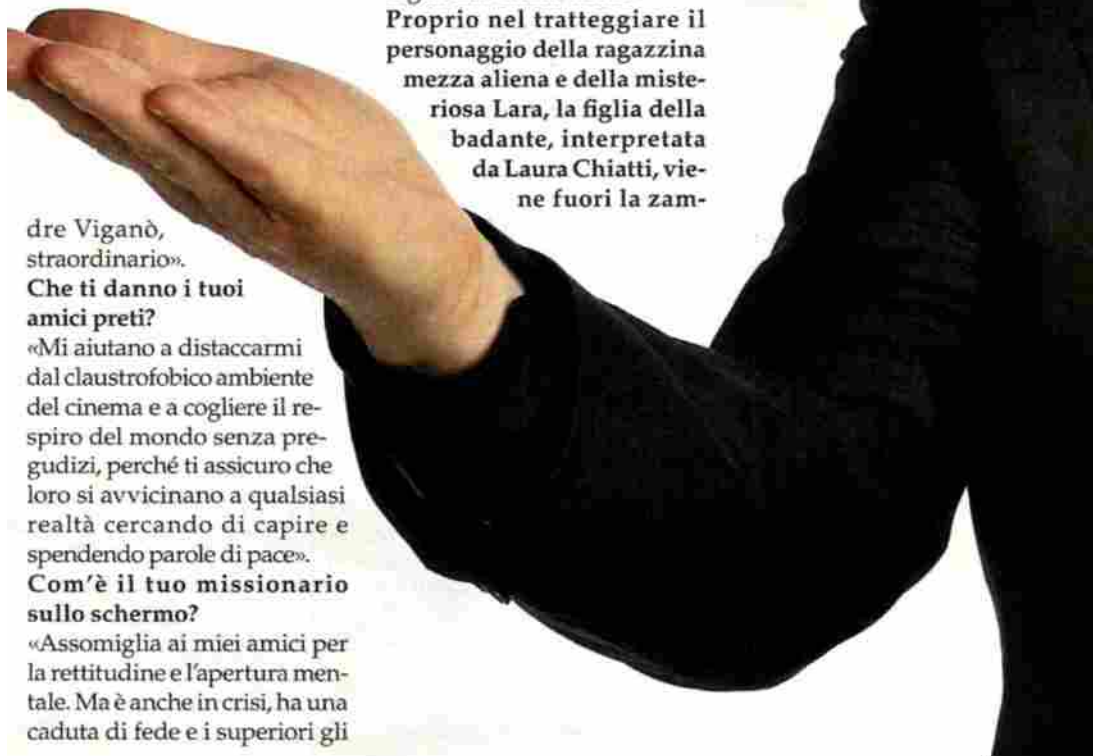 dre Viganò,
straordinario».
Che ti danno i tuoi
amici preti?
«Mi aiutano a distaccarmi
dal claustrofobico ambiente
del cinema e a cogliere il re-
spiro del mondo senza pre-
gudizi, perché ti assicuro che
loro si avvicinano a qualsiasi
realtà cercando di capire e
spendendo parole di pace».
Com'è il tuo missionario
sullo schermo?
«Assomiglia ai miei amici per
la rettitudine e l'apertura men-
tale. Ma è anche in crisi, ha una
caduta di fede e i superiori gli
Proprio nel tratteggiare il
personaggio della ragazzina
mezza aliena e della miste-
riosa Lara, la figlia della
badante, interpretata
da Laura Chiatti, vie-
ne fuori la zam-